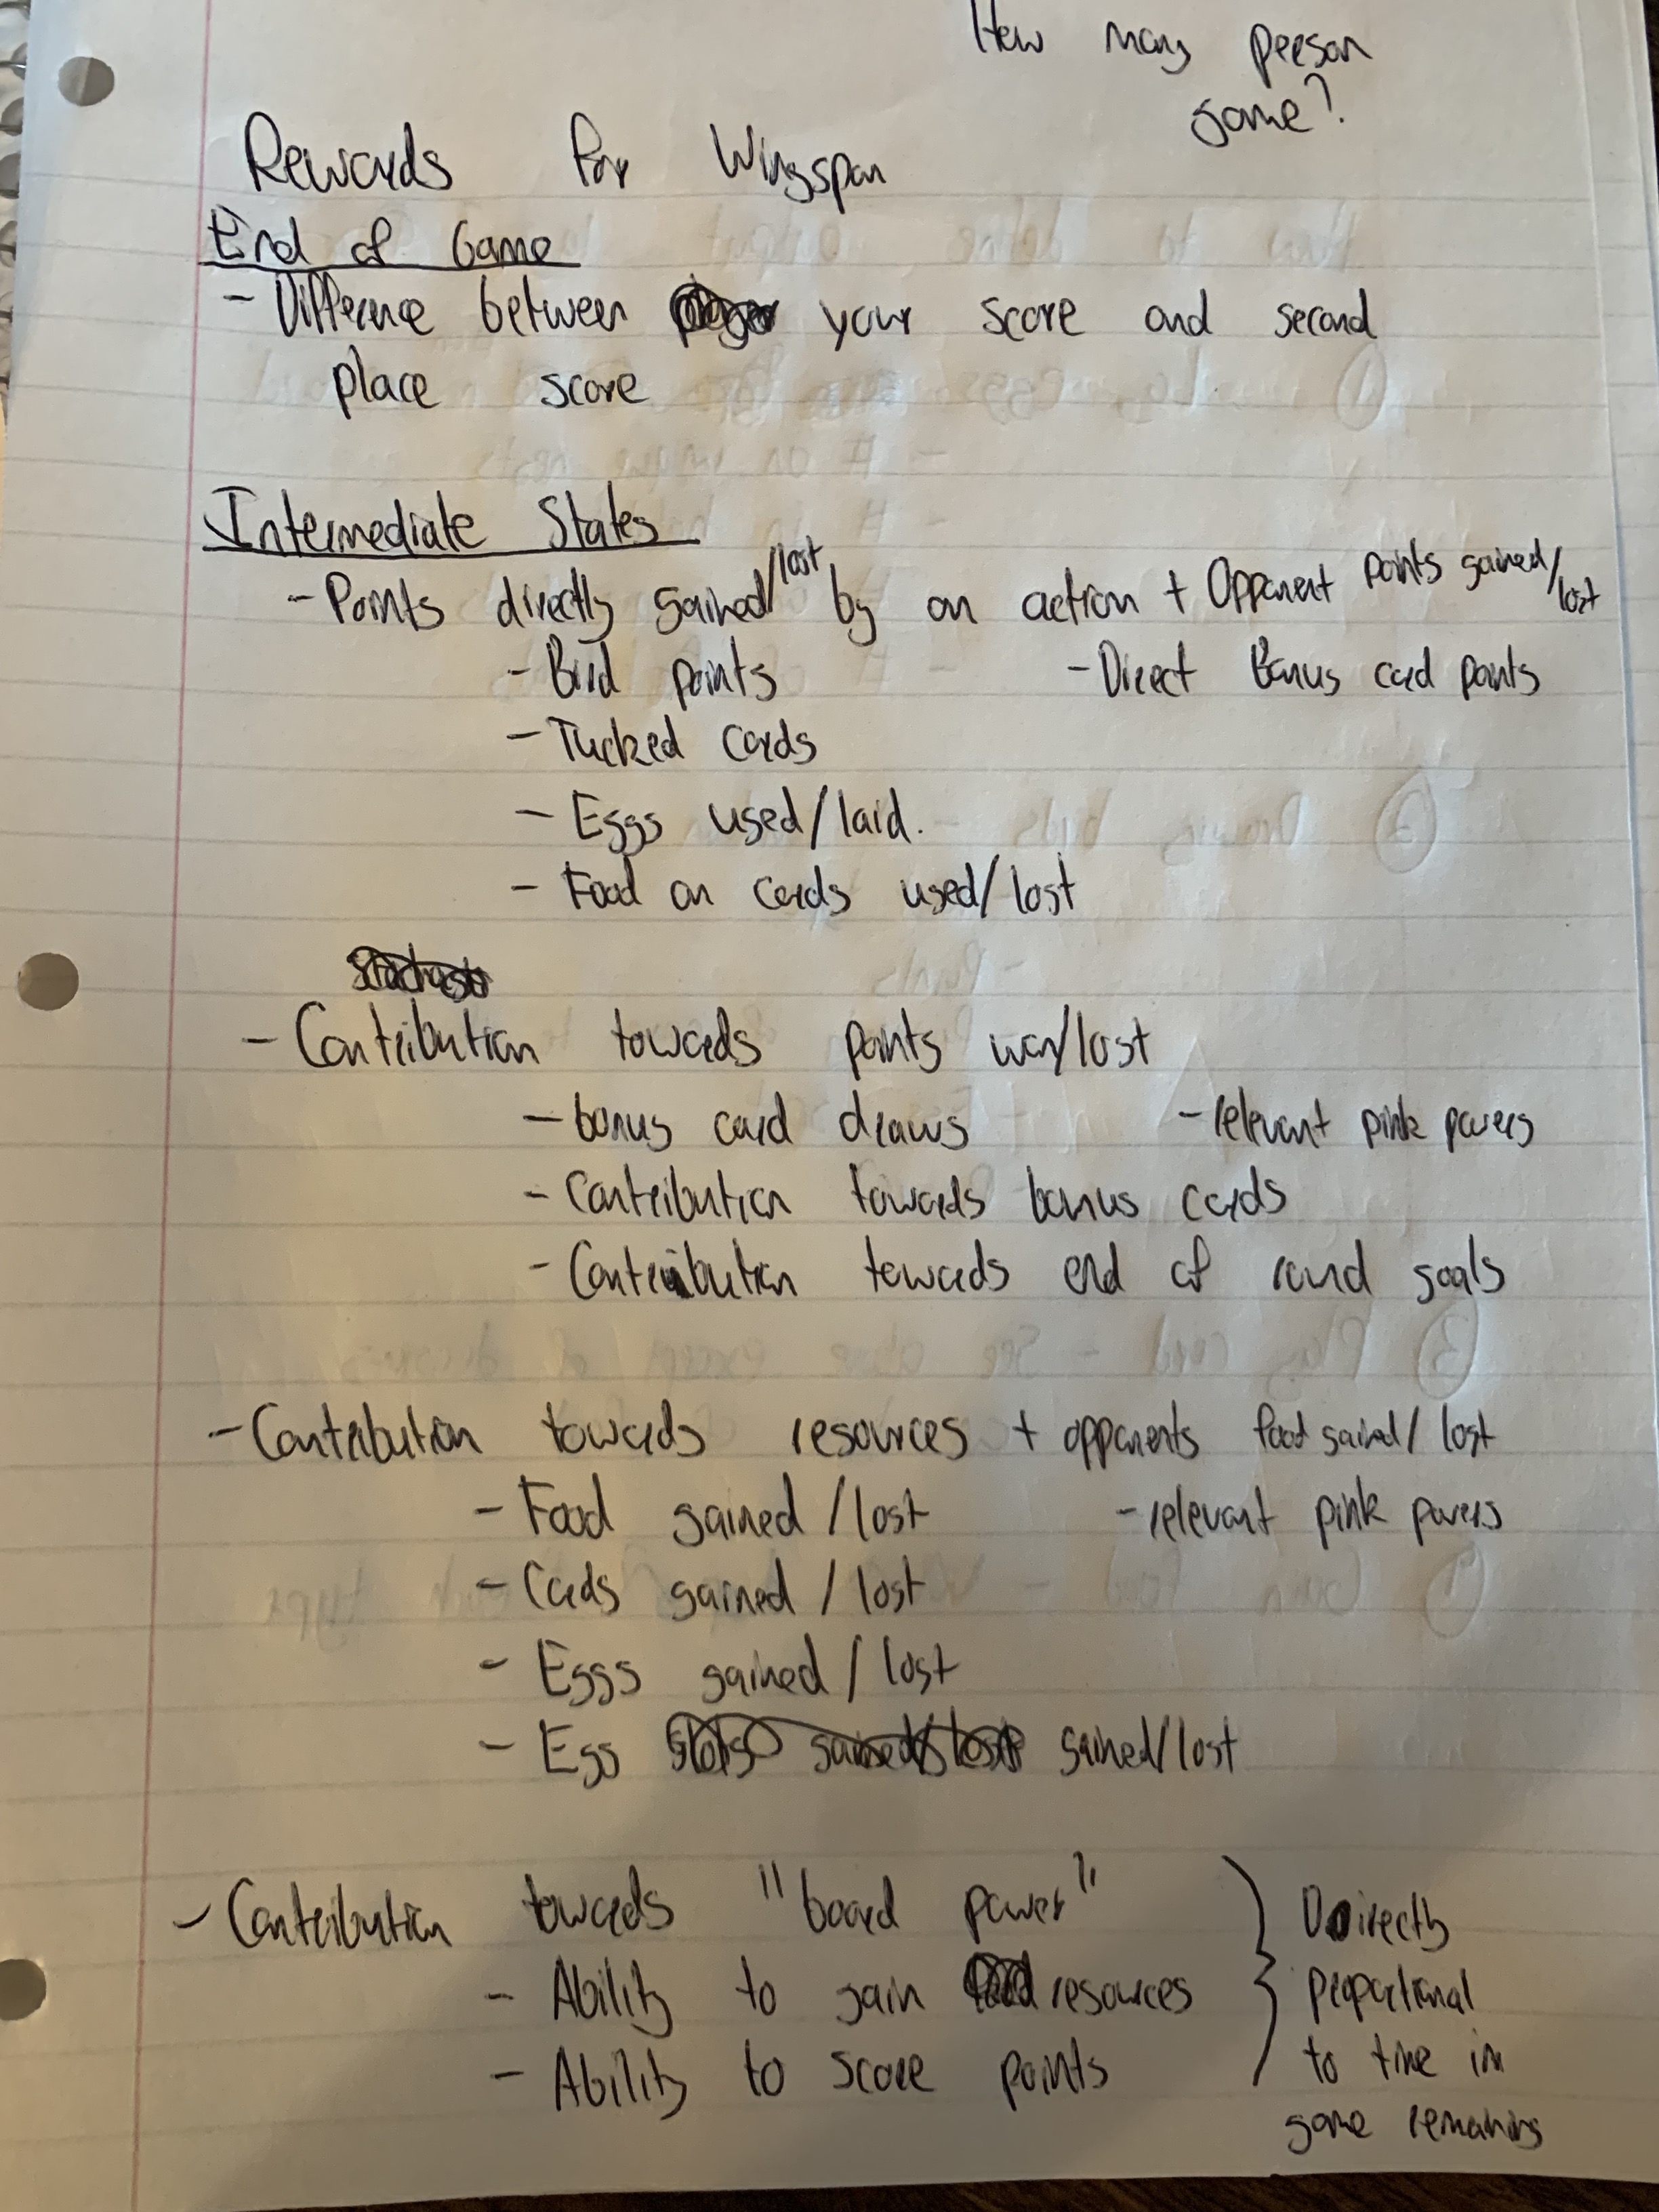 How many person
game?
Rewards for Wingspan
End of Game
- Difference between your score and second
place score
Intermediate States
- Points directly gained/lost by an action + Opponent points gained/lost
- Bird points - Direct Bonus card points
- Tucked cards
- Eggs used/laid.
- Food on cards used/lost
- Contribution towards points won/lost
- bonus card draws - relevant pink powers
- Contribution towards bonus cards
- Contribution towards end of round goals
- Contribution towards resources + opponents food gained/lost
- Food gained/lost - relevant pink powers
- Cards gained/lost
- Eggs gained/lost
- Egg gained/lost
- Contribution towards "board power" } Directly
- Ability to gain resources proportional
- Ability to score points to time in
game remaining